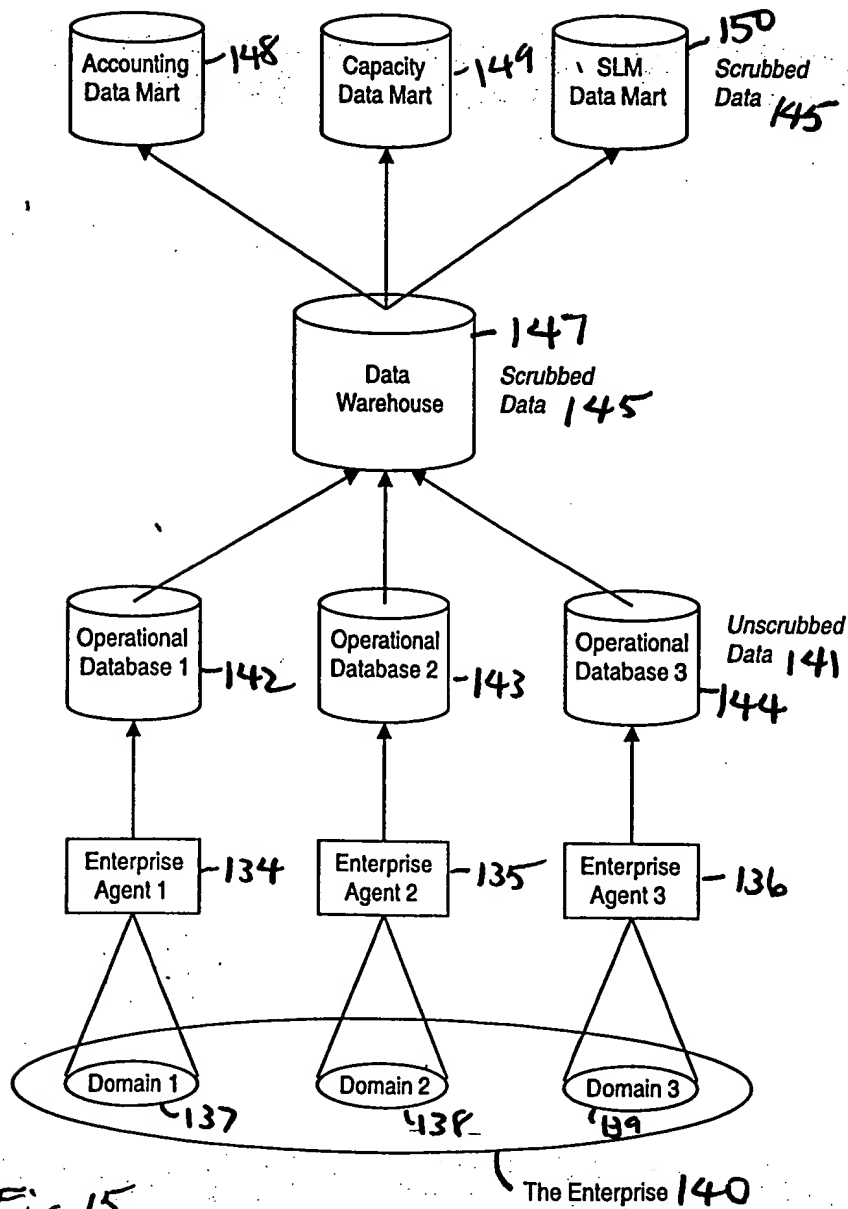 Accounting
Data Mart
148
Capacity
Data Mart
149
SLM
Data Mart
150
Scrubbed
Data 145
Data
Warehouse
147
Scrubbed
Data 145
Operational
Database 1
142
Operational
Database 2
143
Operational
Database 3
144
Unscrubbed
Data 141
Enterprise
Agent 1
134
Enterprise
Agent 2
135
Enterprise
Agent 3
136
Domain 1
137
Domain 2
138
Domain 3
139
The Enterprise 140
Fig. 15